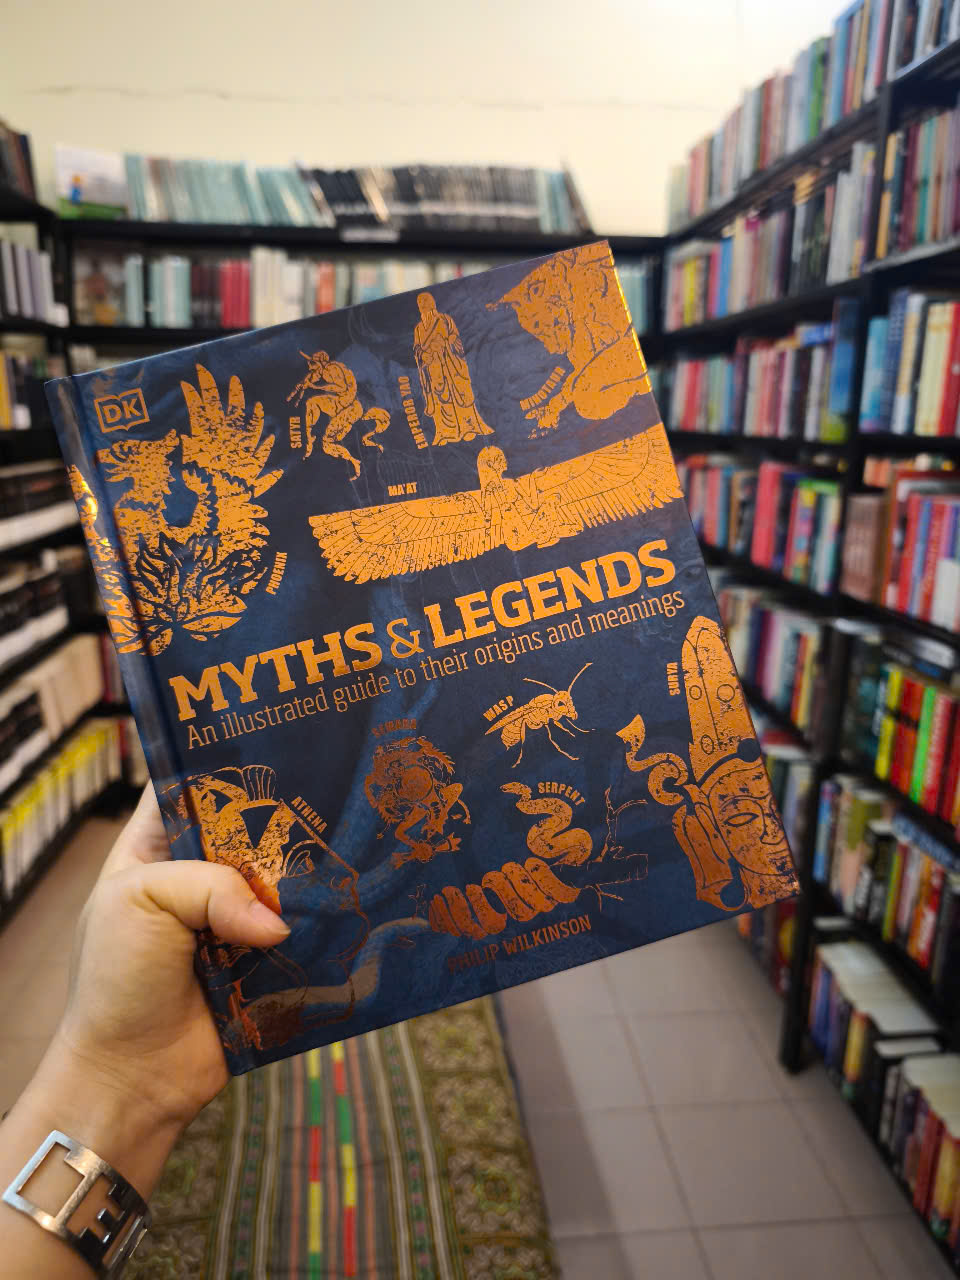 DK
SATYR
EMPEROR YAO
MINOTAUR
MA'AT
PHOENIX
MYTHS & LEGENDS
An illustrated guide to their origins and meanings
SURYA
WASP
SEMARA
SERPENT
ATHENA
PHILIP WILKINSON